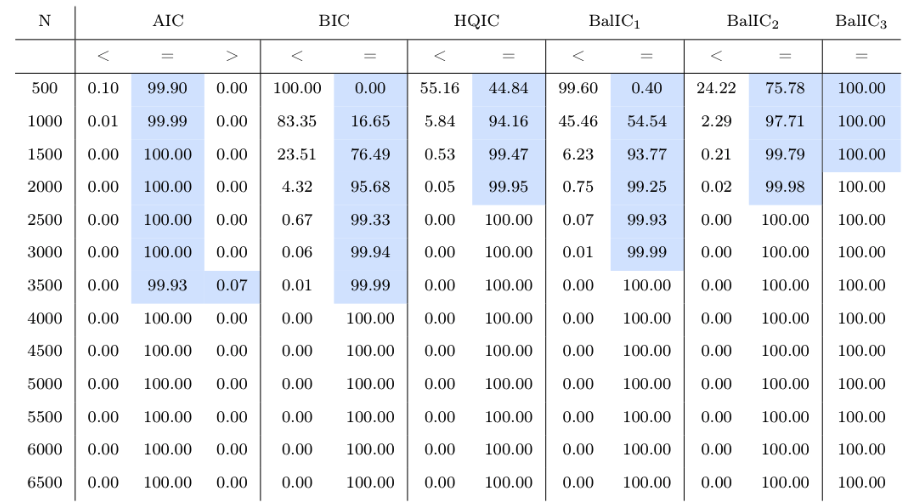 N AIC BIC HQIC BalIC₁ BalIC₂ BalIC₃
< = > < = < = < = < = =
500 0.10 99.90 0.00 100.00 0.00 55.16 44.84 99.60 0.40 24.22 75.78 100.00
1000 0.01 99.99 0.00 83.35 16.65 5.84 94.16 45.46 54.54 2.29 97.71 100.00
1500 0.00 100.00 0.00 23.51 76.49 0.53 99.47 6.23 93.77 0.21 99.79 100.00
2000 0.00 100.00 0.00 4.32 95.68 0.05 99.95 0.75 99.25 0.02 99.98 100.00
2500 0.00 100.00 0.00 0.67 99.33 0.00 100.00 0.07 99.93 0.00 100.00 100.00
3000 0.00 100.00 0.00 0.06 99.94 0.00 100.00 0.01 99.99 0.00 100.00 100.00
3500 0.00 99.93 0.07 0.01 99.99 0.00 100.00 0.00 100.00 0.00 100.00 100.00
4000 0.00 100.00 0.00 0.00 100.00 0.00 100.00 0.00 100.00 0.00 100.00 100.00
4500 0.00 100.00 0.00 0.00 100.00 0.00 100.00 0.00 100.00 0.00 100.00 100.00
5000 0.00 100.00 0.00 0.00 100.00 0.00 100.00 0.00 100.00 0.00 100.00 100.00
5500 0.00 100.00 0.00 0.00 100.00 0.00 100.00 0.00 100.00 0.00 100.00 100.00
6000 0.00 100.00 0.00 0.00 100.00 0.00 100.00 0.00 100.00 0.00 100.00 100.00
6500 0.00 100.00 0.00 0.00 100.00 0.00 100.00 0.00 100.00 0.00 100.00 100.00